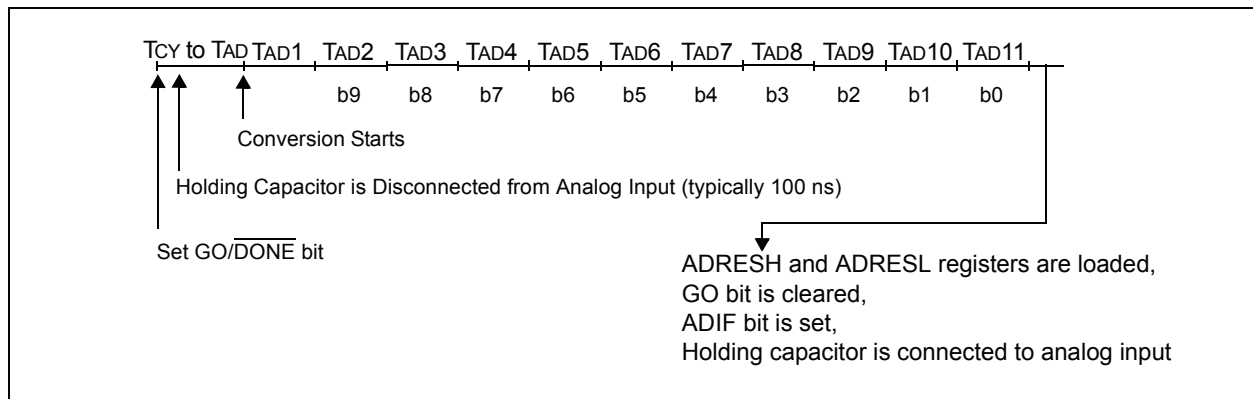 TCY to TAD TAD1 TAD2 TAD3 TAD4 TAD5 TAD6 TAD7 TAD8 TAD9 TAD10 TAD11
b9 b8 b7 b6 b5 b4 b3 b2 b1 b0
Conversion Starts
Holding Capacitor is Disconnected from Analog Input (typically 100 ns)
Set GO/DONE bit
ADRESH and ADRESL registers are loaded,
GO bit is cleared,
ADIF bit is set,
Holding capacitor is connected to analog input